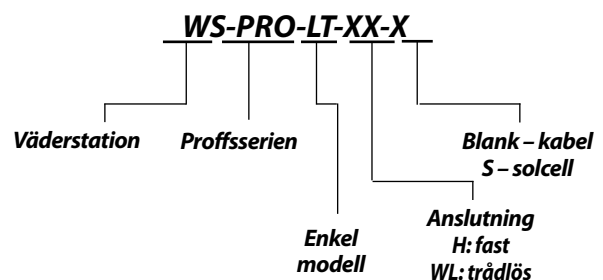 WS-PRO-LT-XX-X
Väderstation
Proffsserien
Blank – kabel
S – solcell
Enkel
modell
Anslutning
H: fast
WL: trådlös